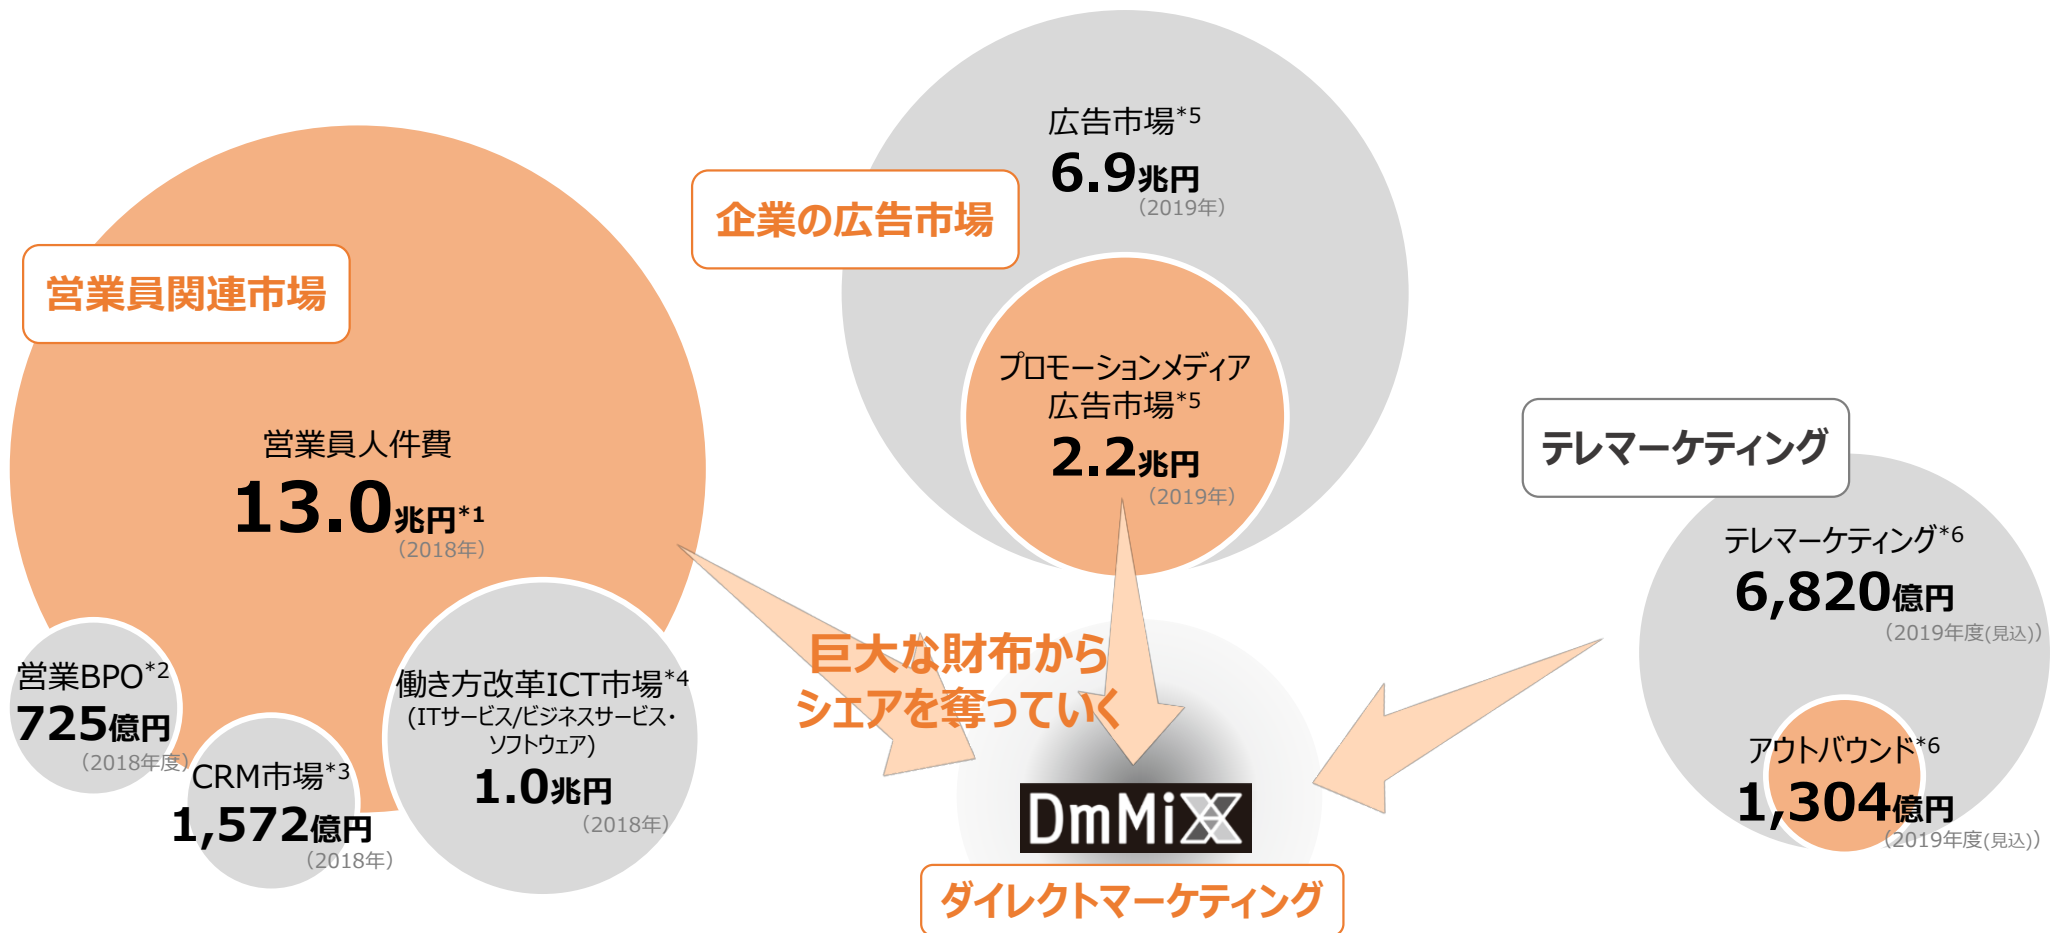 営業員関連市場
営業員人件費
13.0兆円*1
（2018年）
営業BPO*2
725億円
（2018年度）
CRM市場*3
1,572億円
（2018年）
働き方改革ICT市場*4
(ITサービス/ビジネスサービス・
ソフトウェア)
1.0兆円
（2018年）
企業の広告市場
広告市場*5
6.9兆円
（2019年）
プロモーションメディア
広告市場*5
2.2兆円
（2019年）
巨大な財布から
シェアを奪っていく
DmMiX
ダイレクトマーケティング
テレマーケティング
テレマーケティング*6
6,820億円
（2019年度(見込)）
アウトバウンド*6
1,304億円
（2019年度(見込)）